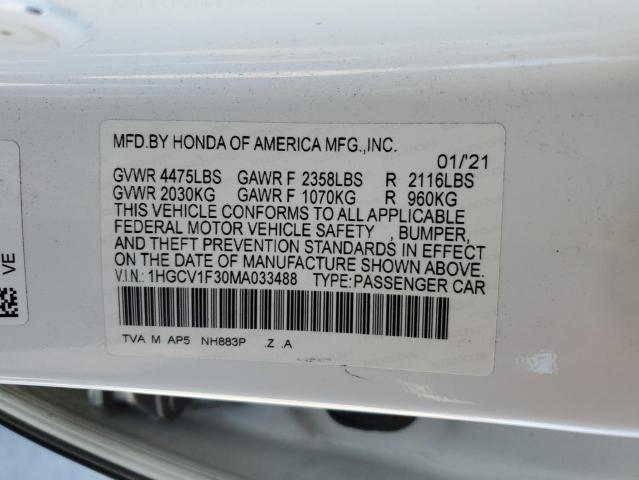 MFD.BY HONDA OF AMERICA MFG.,INC.
01/'21
GVWR 4475LBS GAWR F 2358LBS R 2116LBS
GVWR 2030KG GAWR F 1070KG R 960KG
THIS VEHICLE CONFORMS TO ALL APPLICABLE
FEDERAL MOTOR VEHICLE SAFETY , BUMPER,
AND THEFT PREVENTION STANDARDS IN EFFECT
ON THE DATE OF MANUFACTURE SHOWN ABOVE.
V.I.N.: 1HGCV1F30MA033488 TYPE:PASSENGER CAR
TVA M AP5 NH883P .Z .A
VE